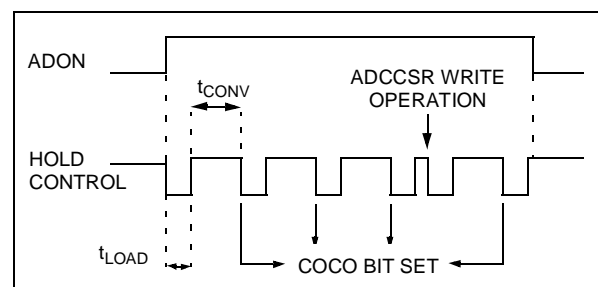 ADON
ADCCSR WRITE
OPERATION
tCONV
HOLD
CONTROL
tLOAD
COCO BIT SET